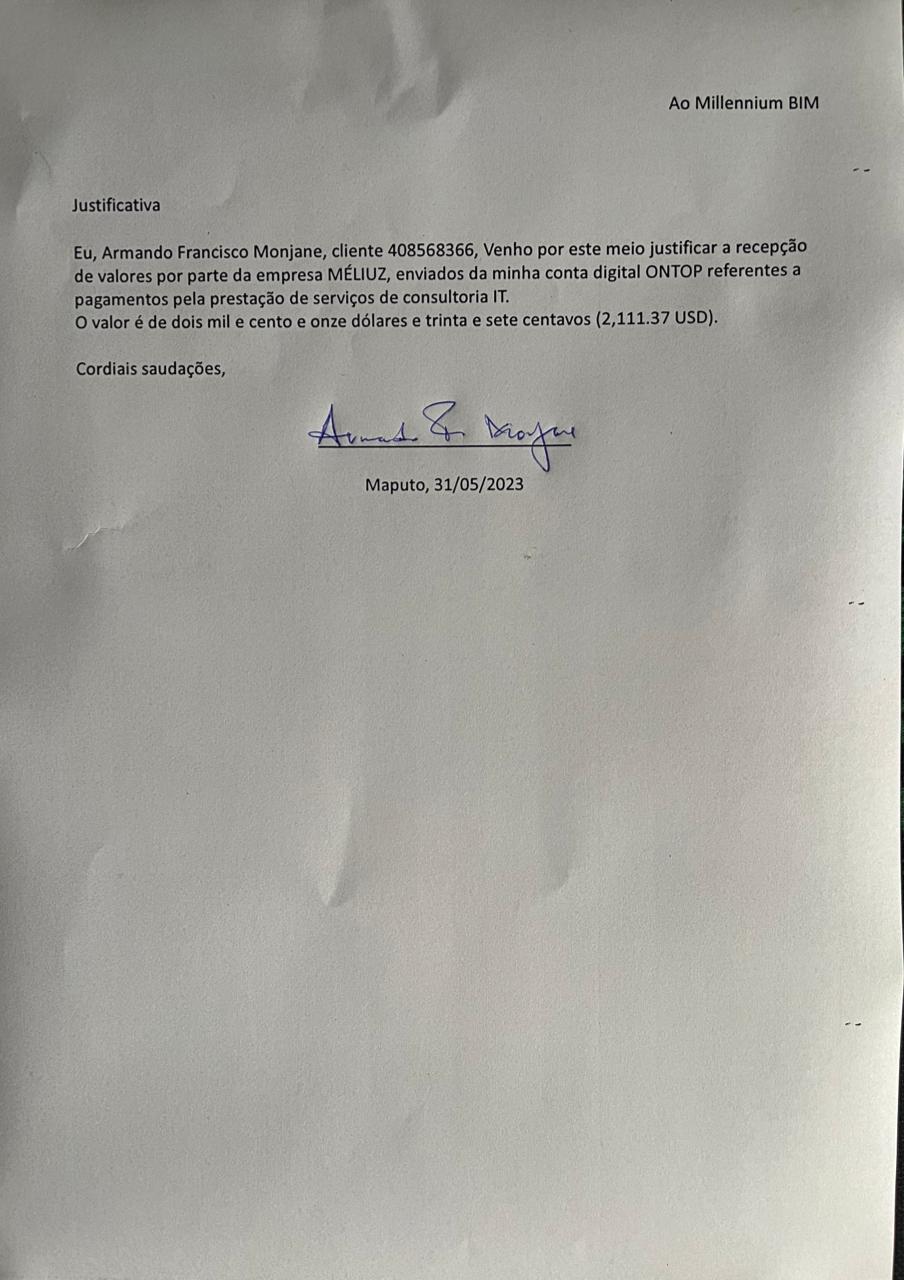 Ao Millennium BIM
Justificativa
Eu, Armando Francisco Monjane, cliente 408568366, Venho por este meio justificar a recepção
de valores por parte da empresa MÉLIUZ, enviados da minha conta digital ONTOP referentes a
pagamentos pela prestação de serviços de consultoria IT.
O valor é de dois mil e cento e onze dólares e trinta e sete centavos (2,111.37 USD).
Cordiais saudações,
Armando F. Monjane
Maputo, 31/05/2023